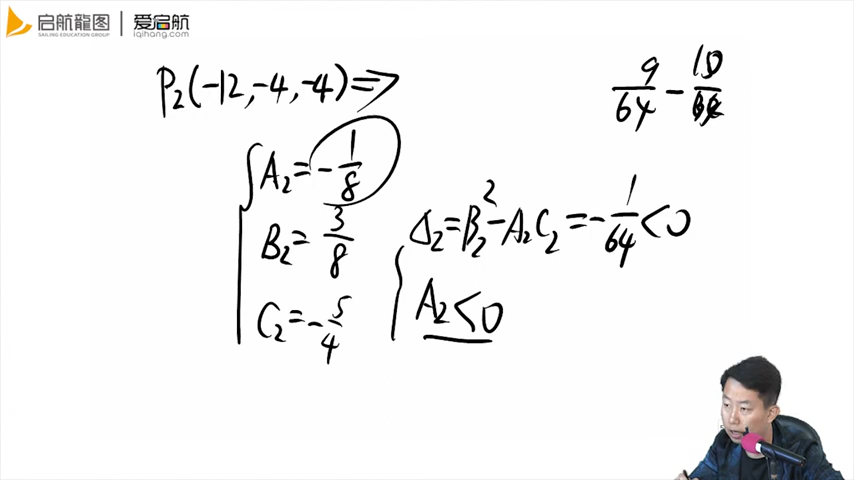 启航龍图 爱启航
SAILING EDUCATION GROUP iqihang.com
P₂(-12,-4,-4)⟹
9/64 - 10/64
A₂=-1/8
B₂=3/8
C₂=-5/4
Δ₂=B₂²-A₂C₂=-1/64<0
A₂<0